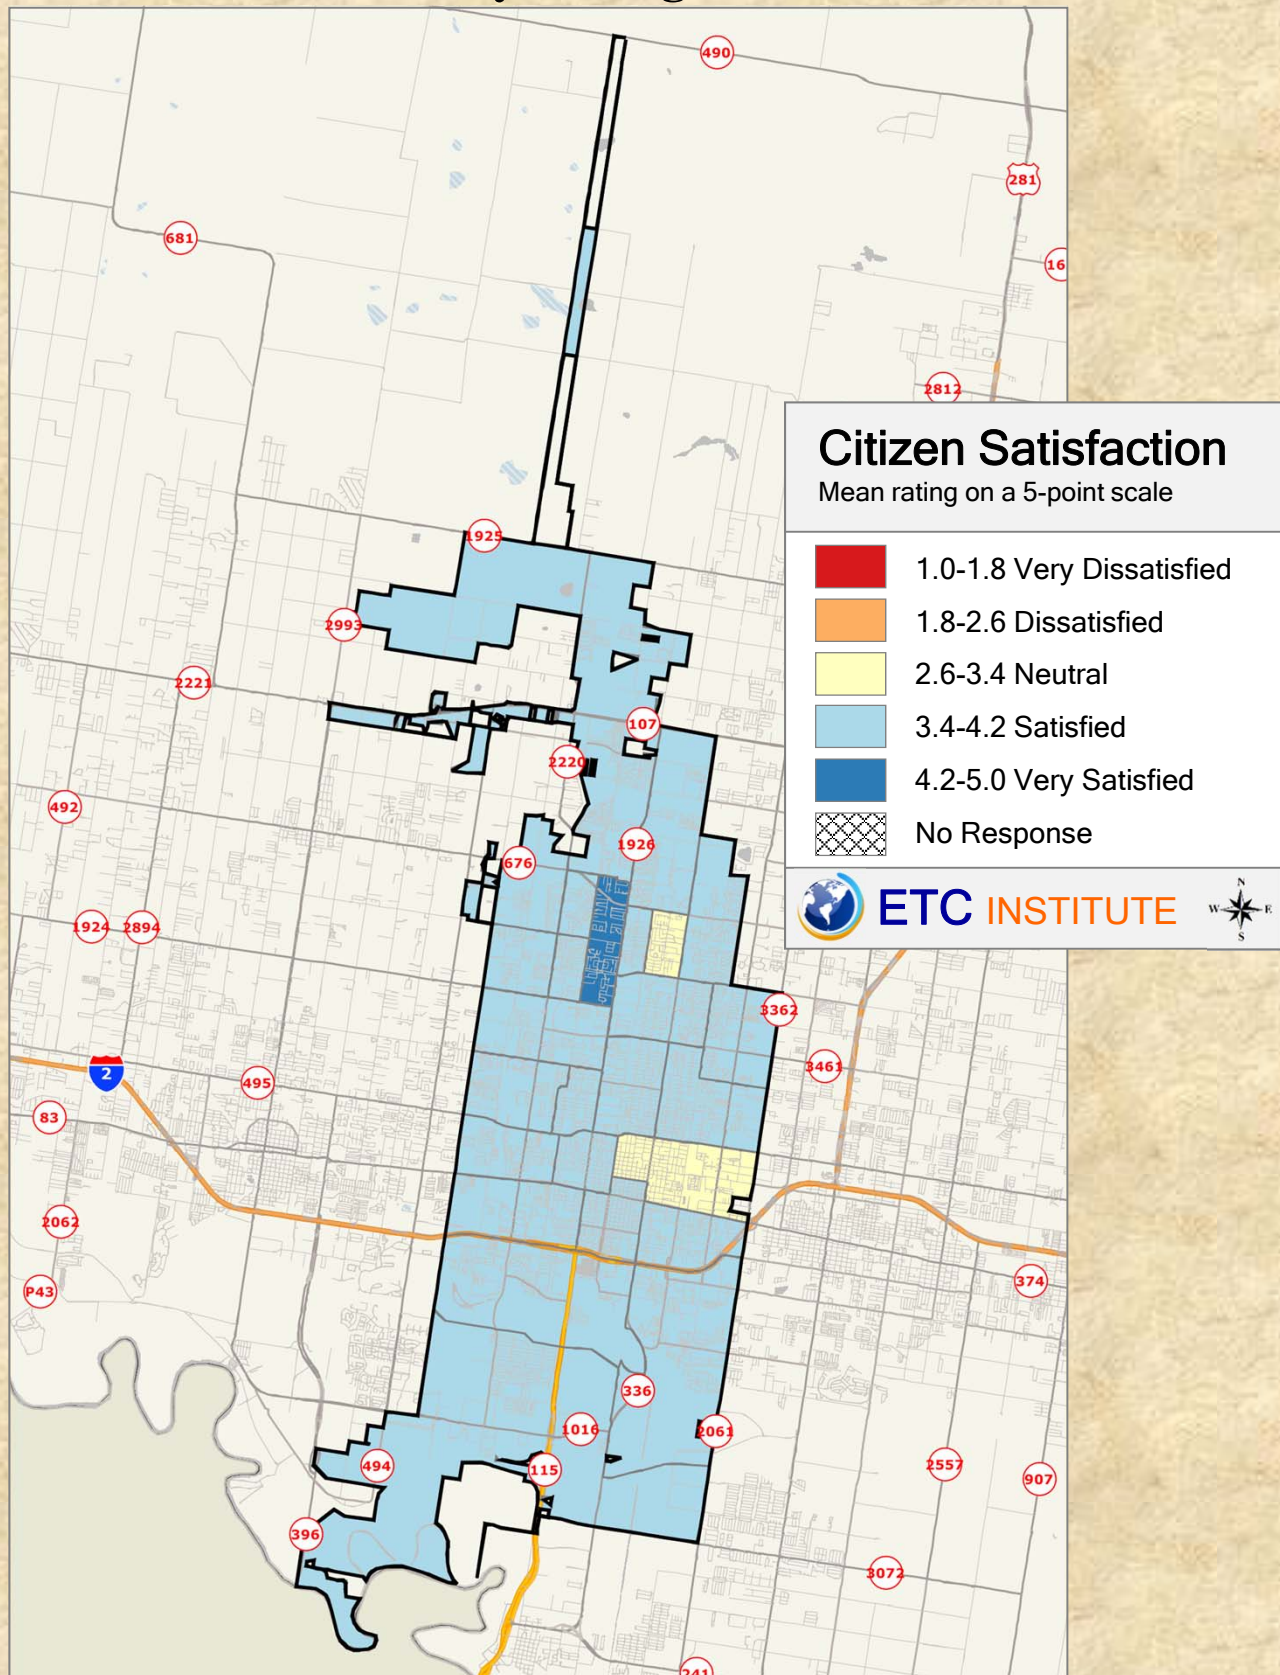 490
281
681
16
2812
Citizen Satisfaction
Mean rating on a 5-point scale
1.0-1.8 Very Dissatisfied
1.8-2.6 Dissatisfied
2.6-3.4 Neutral
3.4-4.2 Satisfied
4.2-5.0 Very Satisfied
No Response
ETC INSTITUTE
N
W E
S
1925
2993
2221
107
2220
492
1926
676
1924
2894
3362
3461
2
495
83
2062
P43
374
336
1016
2061
494
115
2557
907
396
3072
241